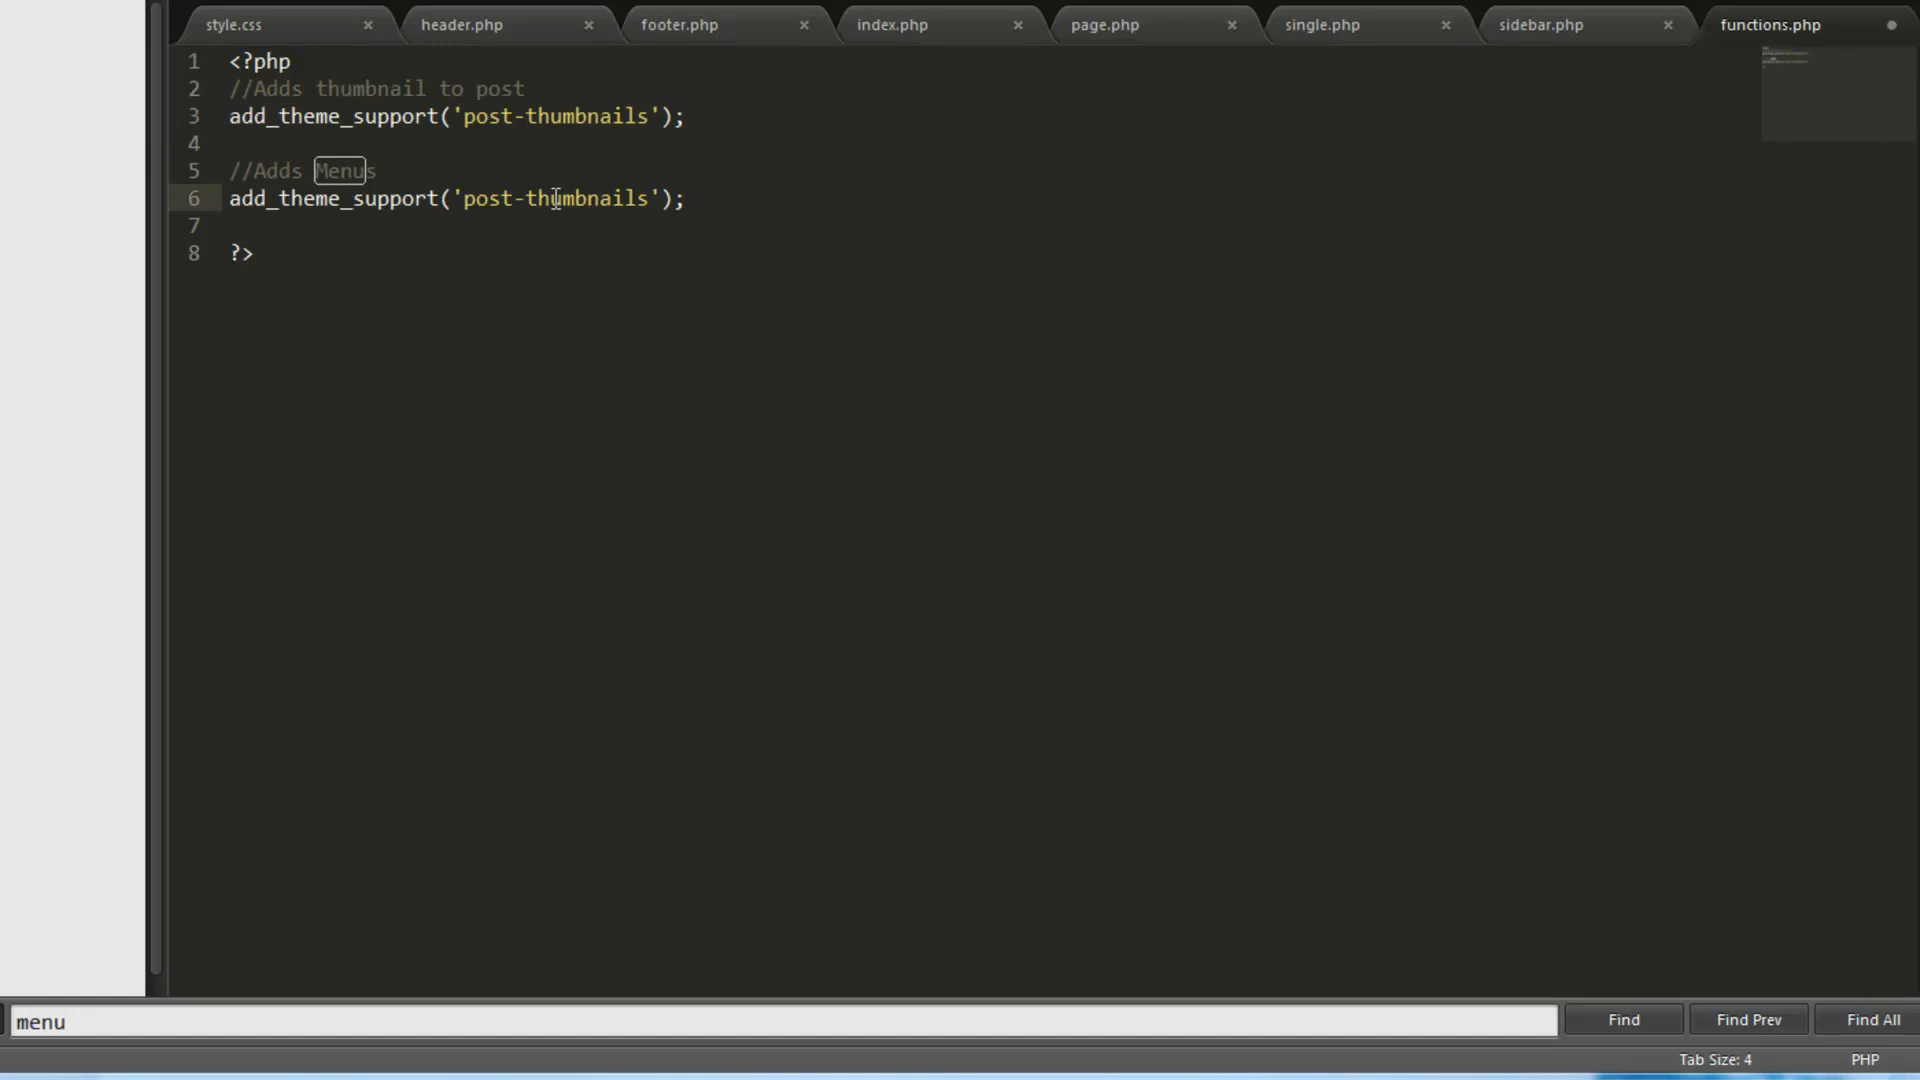 style.css × header.php × footer.php × index.php × page.php × single.php × sidebar.php × functions.php
1 <?php
2 //Adds thumbnail to post
3 add_theme_support('post-thumbnails');
4
5 //Adds Menus
6 add_theme_support('post-thumbnails');
7
8 ?>
menu Find Find Prev Find All
Tab Size: 4 PHP